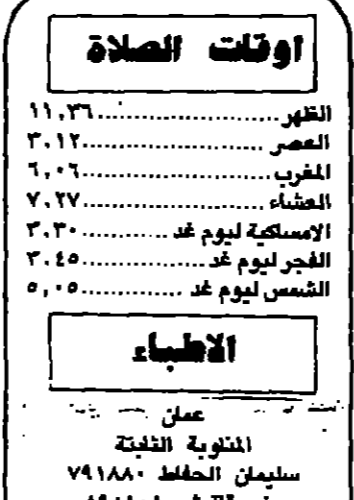 اوقات الصلاة
الظهر ..................... ١١,٣٦
العصر ..................... ٣,١٢
المغرب ..................... ٦,٠٦
العشاء ..................... ٧,٢٧
الامساكية ليوم غد ............ ٣,٣٠
الفجر ليوم غد ................ ٣,٤٥
الشمس ليوم غد .............. ٥,٠٥
الاطباء
عمان
المناوبة الثابتة
سليمان الحفاظ ٧٩١٨٨٠